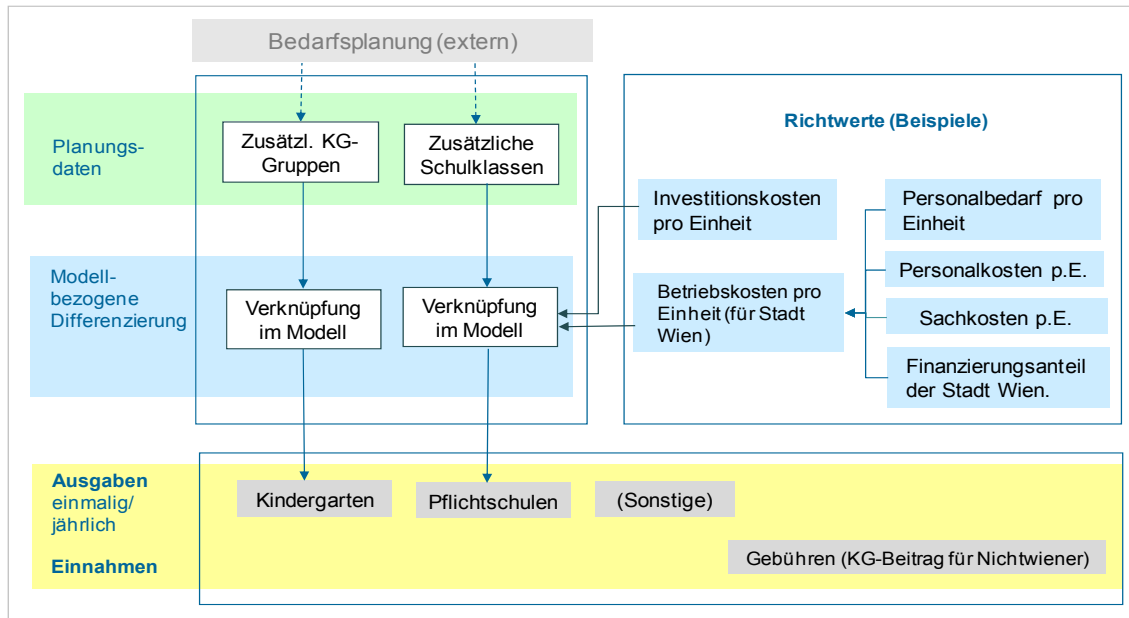 Bedarfsplanung (extern)
Planungs-
daten
Zusätzl. KG-
Gruppen
Zusätzliche
Schulklassen
Richtwerte (Beispiele)
Investitionskosten
pro Einheit
Personalbedarf pro
Einheit
Modell-
bezogene
Differenzierung
Verknüpfung
im Modell
Verknüpfung
im Modell
Betriebskosten pro
Einheit (für Stadt
Wien)
Personalkosten p.E.
Sachkosten p.E.
Finanzierungsanteil
der Stadt Wien.
Ausgaben
einmalig/
jährlich
Kindergarten
Pflichtschulen
(Sonstige)
Einnahmen
Gebühren (KG-Beitrag für Nichtwiener)